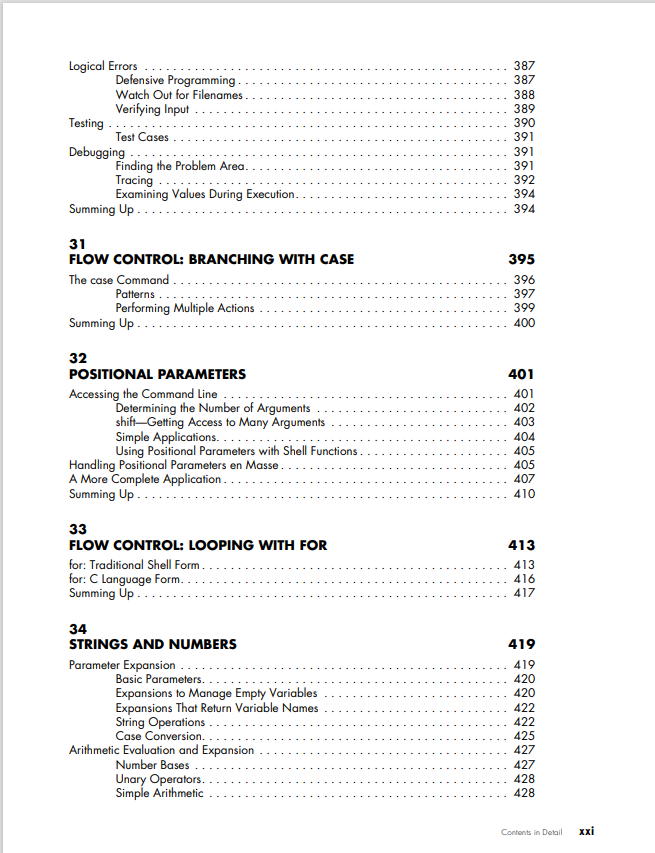 Logical Errors . . . . . . . . . . . . . . . . . . . . . . . . . . . . . . . . . . . . . . . . . . . . . . . . 387
Defensive Programming . . . . . . . . . . . . . . . . . . . . . . . . . . . . . . . . . . . . 387
Watch Out for Filenames . . . . . . . . . . . . . . . . . . . . . . . . . . . . . . . . . . . 388
Verifying Input . . . . . . . . . . . . . . . . . . . . . . . . . . . . . . . . . . . . . . . . . 389
Testing . . . . . . . . . . . . . . . . . . . . . . . . . . . . . . . . . . . . . . . . . . . . . . . . . . . . 390
Test Cases . . . . . . . . . . . . . . . . . . . . . . . . . . . . . . . . . . . . . . . . . . . . 391
Debugging . . . . . . . . . . . . . . . . . . . . . . . . . . . . . . . . . . . . . . . . . . . . . . . . . 391
Finding the Problem Area. . . . . . . . . . . . . . . . . . . . . . . . . . . . . . . . . . . 391
Tracing . . . . . . . . . . . . . . . . . . . . . . . . . . . . . . . . . . . . . . . . . . . . . . 392
Examining Values During Execution. . . . . . . . . . . . . . . . . . . . . . . . . . . . 394
Summing Up . . . . . . . . . . . . . . . . . . . . . . . . . . . . . . . . . . . . . . . . . . . . . . . . 394
31
FLOW CONTROL: BRANCHING WITH CASE 395
The case Command . . . . . . . . . . . . . . . . . . . . . . . . . . . . . . . . . . . . . . . . . . . 396
Patterns . . . . . . . . . . . . . . . . . . . . . . . . . . . . . . . . . . . . . . . . . . . . . . 397
Performing Multiple Actions . . . . . . . . . . . . . . . . . . . . . . . . . . . . . . . . . 399
Summing Up . . . . . . . . . . . . . . . . . . . . . . . . . . . . . . . . . . . . . . . . . . . . . . . . 400
32
POSITIONAL PARAMETERS 401
Accessing the Command Line . . . . . . . . . . . . . . . . . . . . . . . . . . . . . . . . . . . . . 401
Determining the Number of Arguments . . . . . . . . . . . . . . . . . . . . . . . . . 402
shift—Getting Access to Many Arguments . . . . . . . . . . . . . . . . . . . . . . . 403
Simple Applications. . . . . . . . . . . . . . . . . . . . . . . . . . . . . . . . . . . . . . 404
Using Positional Parameters with Shell Functions . . . . . . . . . . . . . . . . . . . 405
Handling Positional Parameters en Masse . . . . . . . . . . . . . . . . . . . . . . . . . . . . . 405
A More Complete Application . . . . . . . . . . . . . . . . . . . . . . . . . . . . . . . . . . . . . 407
Summing Up . . . . . . . . . . . . . . . . . . . . . . . . . . . . . . . . . . . . . . . . . . . . . . . . 410
33
FLOW CONTROL: LOOPING WITH FOR 413
for: Traditional Shell Form . . . . . . . . . . . . . . . . . . . . . . . . . . . . . . . . . . . . . . . 413
for: C Language Form. . . . . . . . . . . . . . . . . . . . . . . . . . . . . . . . . . . . . . . . . . 416
Summing Up . . . . . . . . . . . . . . . . . . . . . . . . . . . . . . . . . . . . . . . . . . . . . . . . 417
34
STRINGS AND NUMBERS 419
Parameter Expansion . . . . . . . . . . . . . . . . . . . . . . . . . . . . . . . . . . . . . . . . . . 419
Basic Parameters. . . . . . . . . . . . . . . . . . . . . . . . . . . . . . . . . . . . . . . . 420
Expansions to Manage Empty Variables . . . . . . . . . . . . . . . . . . . . . . . . 420
Expansions That Return Variable Names . . . . . . . . . . . . . . . . . . . . . . . . 422
String Operations . . . . . . . . . . . . . . . . . . . . . . . . . . . . . . . . . . . . . . . 422
Case Conversion. . . . . . . . . . . . . . . . . . . . . . . . . . . . . . . . . . . . . . . . 425
Arithmetic Evaluation and Expansion . . . . . . . . . . . . . . . . . . . . . . . . . . . . . . . . 427
Number Bases . . . . . . . . . . . . . . . . . . . . . . . . . . . . . . . . . . . . . . . . . 427
Unary Operators. . . . . . . . . . . . . . . . . . . . . . . . . . . . . . . . . . . . . . . . 428
Simple Arithmetic . . . . . . . . . . . . . . . . . . . . . . . . . . . . . . . . . . . . . . . 428
Contents in Detail xxi